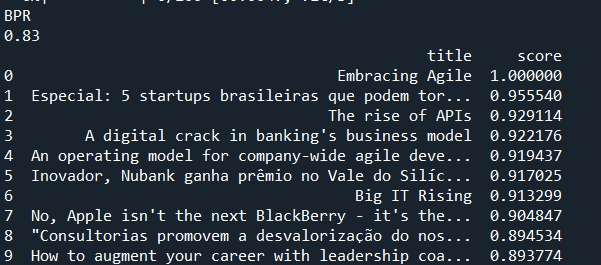 BPR
0.83
title score
0 Embracing Agile 1.000000
1 Especial: 5 startups brasileiras que podem tor... 0.955540
2 The rise of APIs 0.929114
3 A digital crack in banking's business model 0.922176
4 An operating model for company-wide agile deve... 0.919437
5 Inovador, Nubank ganha prêmio no Vale do Silíc... 0.917025
6 Big IT Rising 0.913299
7 No, Apple isn't the next BlackBerry - it's the... 0.904847
8 "Consultorias promovem a desvalorização do nos... 0.894534
9 How to augment your career with leadership coa... 0.893774